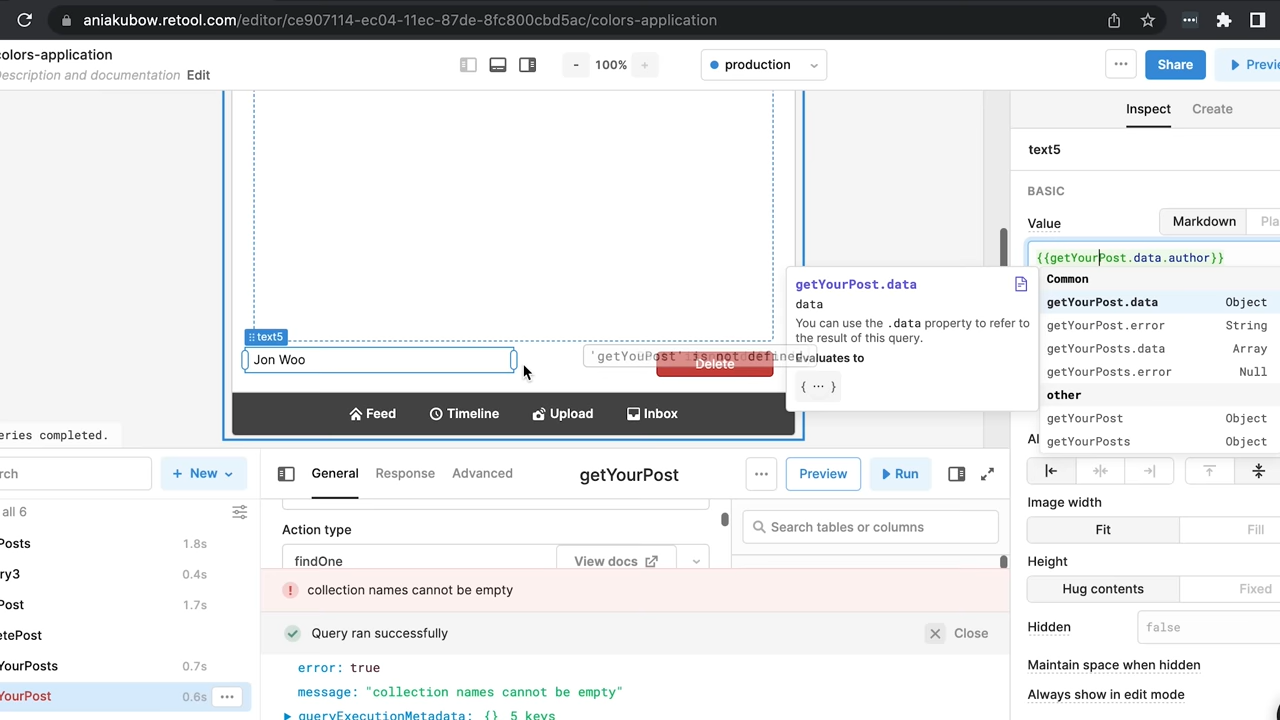 aniakubow.retool.com/editor/ce907114-ec04-11ec-87de-8fc800cbd5ac/colors-application
colors-application
Description and documentation Edit
- 100% +
production
Share
Previe
Inspect Create
text5
BASIC
Value
Markdown Pla
{{getYourPost.data.author}}
Common
getYourPost.data Object
getYourPost.error String
getYourPosts.data Array
getYourPosts.error Null
other
getYourPost Object
getYourPosts Object
getYourPost.data
data
You can use the .data property to refer to
the result of this query.
Evaluates to
{ ··· }
text5
Jon Woo
'getYouPost' is not defined
Delete
Feed Timeline Upload Inbox
eries completed.
rch
+ New
all 6
Posts 1.8s
ry3 0.4s
Post 1.7s
etePost
YourPosts 0.7s
YourPost 0.6s
General Response Advanced
getYourPost
Preview
Run
Action type
findOne
View docs
Search tables or columns
collection names cannot be empty
Query ran successfully
Close
error: true
message: "collection names cannot be empty"
queryExecutionMetadata: {} 5 keys
Al
Image width
Fit Fill
Height
Hug contents Fixed
Hidden
false
Maintain space when hidden
Always show in edit mode